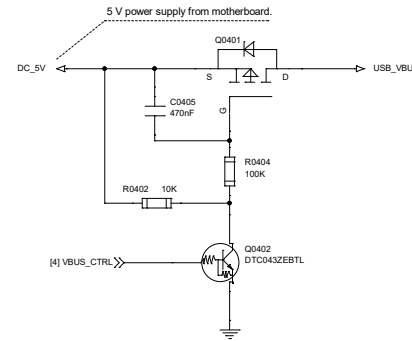 5 V power supply from motherboard.
Q0401
DC_5V
S
D
USB_VBU
C0405
470nF
G
R0404
100K
R0402 10K
Q0402
DTC043ZEBTL
[4] VBUS_CTRL